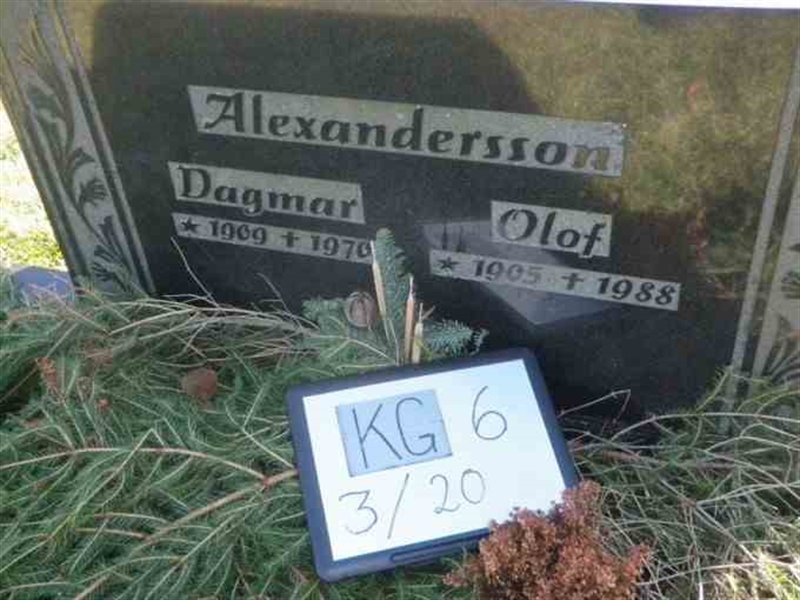 Alexandersson
Dagmar
★ 1909 + 1970
Olof
★ 1905 + 1988
KG 6
3/20